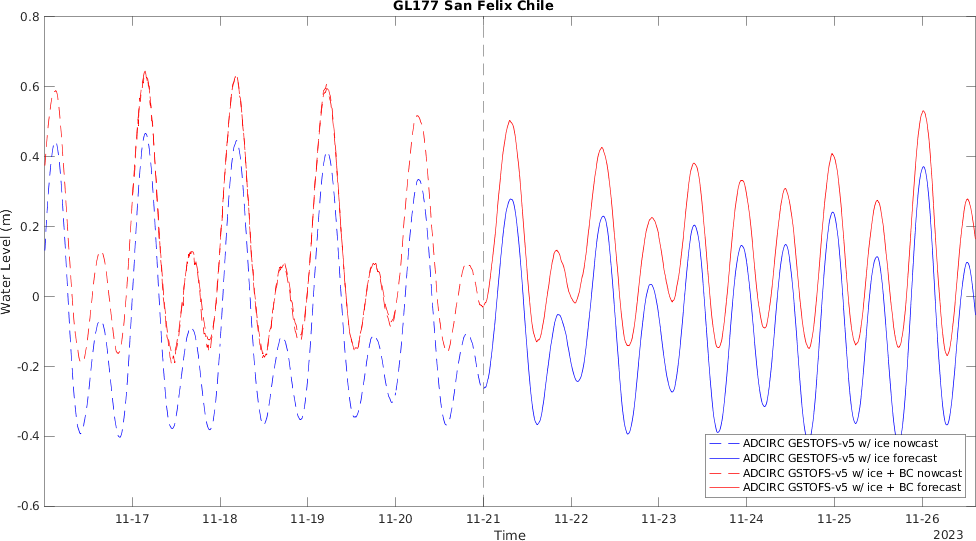 GL177 San Felix Chile
0.8
0.6
0.4
0.2
0
-0.2
-0.4
-0.6
Water Level (m)
ADCIRC GESTOFS-v5 w/ ice nowcast
ADCIRC GESTOFS-v5 w/ ice forecast
ADCIRC GSTOFS-v5 w/ ice + BC nowcast
ADCIRC GSTOFS-v5 w/ ice + BC forecast
11-17 11-18 11-19 11-20 11-21 11-22 11-23 11-24 11-25 11-26
Time
2023